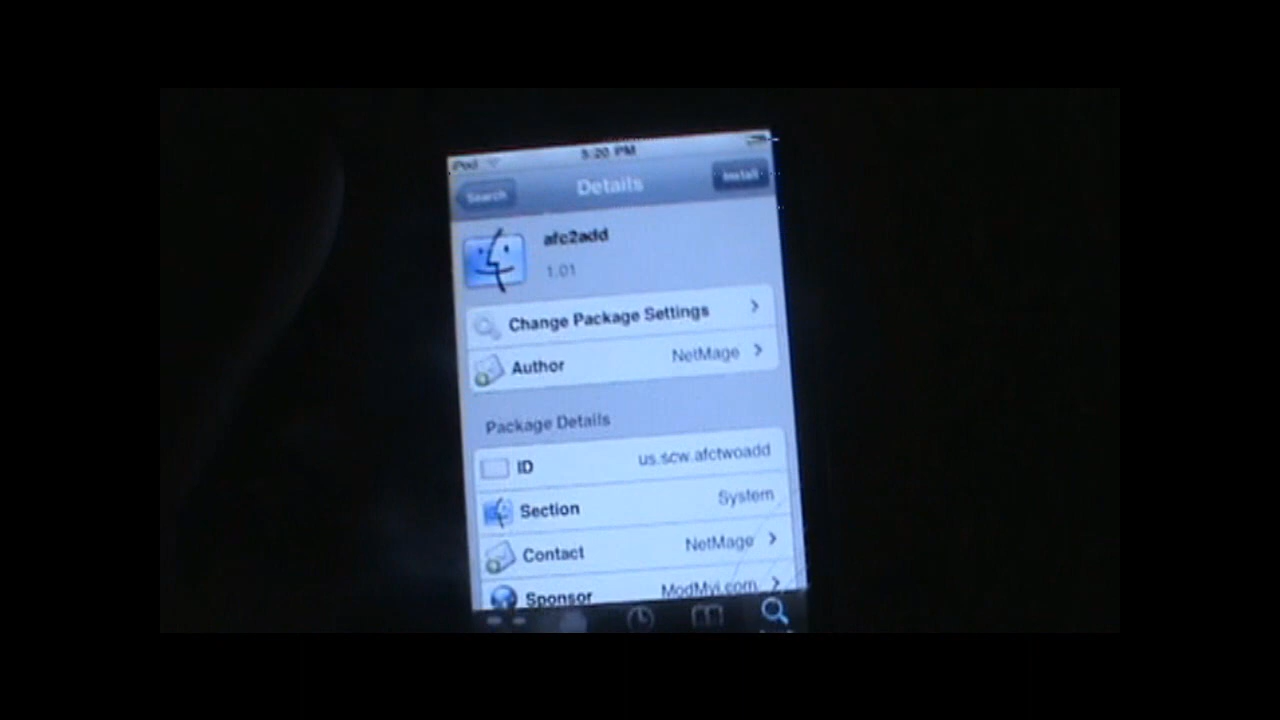 iPod 5:20 PM
Search Details Install
afc2add
1.01
Change Package Settings
Author NetMage
Package Details
ID us.scw.afctwoadd
Section System
Contact NetMage
Sponsor ModMyi.com